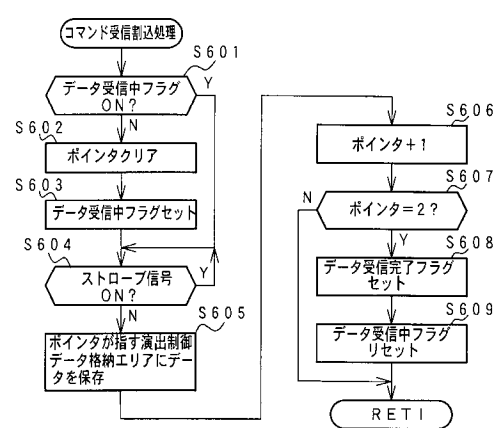 コマンド受信割込処理
S601
データ受信中フラグ
ON?
Y
N
S602
ポインタクリア
S603
データ受信中フラグセット
S604
ストローブ信号
ON?
Y
N
S605
ポインタが指す演出制御
データ格納エリアにデー
タを保存
S606
ポインタ+1
S607
N
ポインタ=2?
Y
S608
データ受信完了フラグ
セット
S609
データ受信中フラグ
リセット
RETI